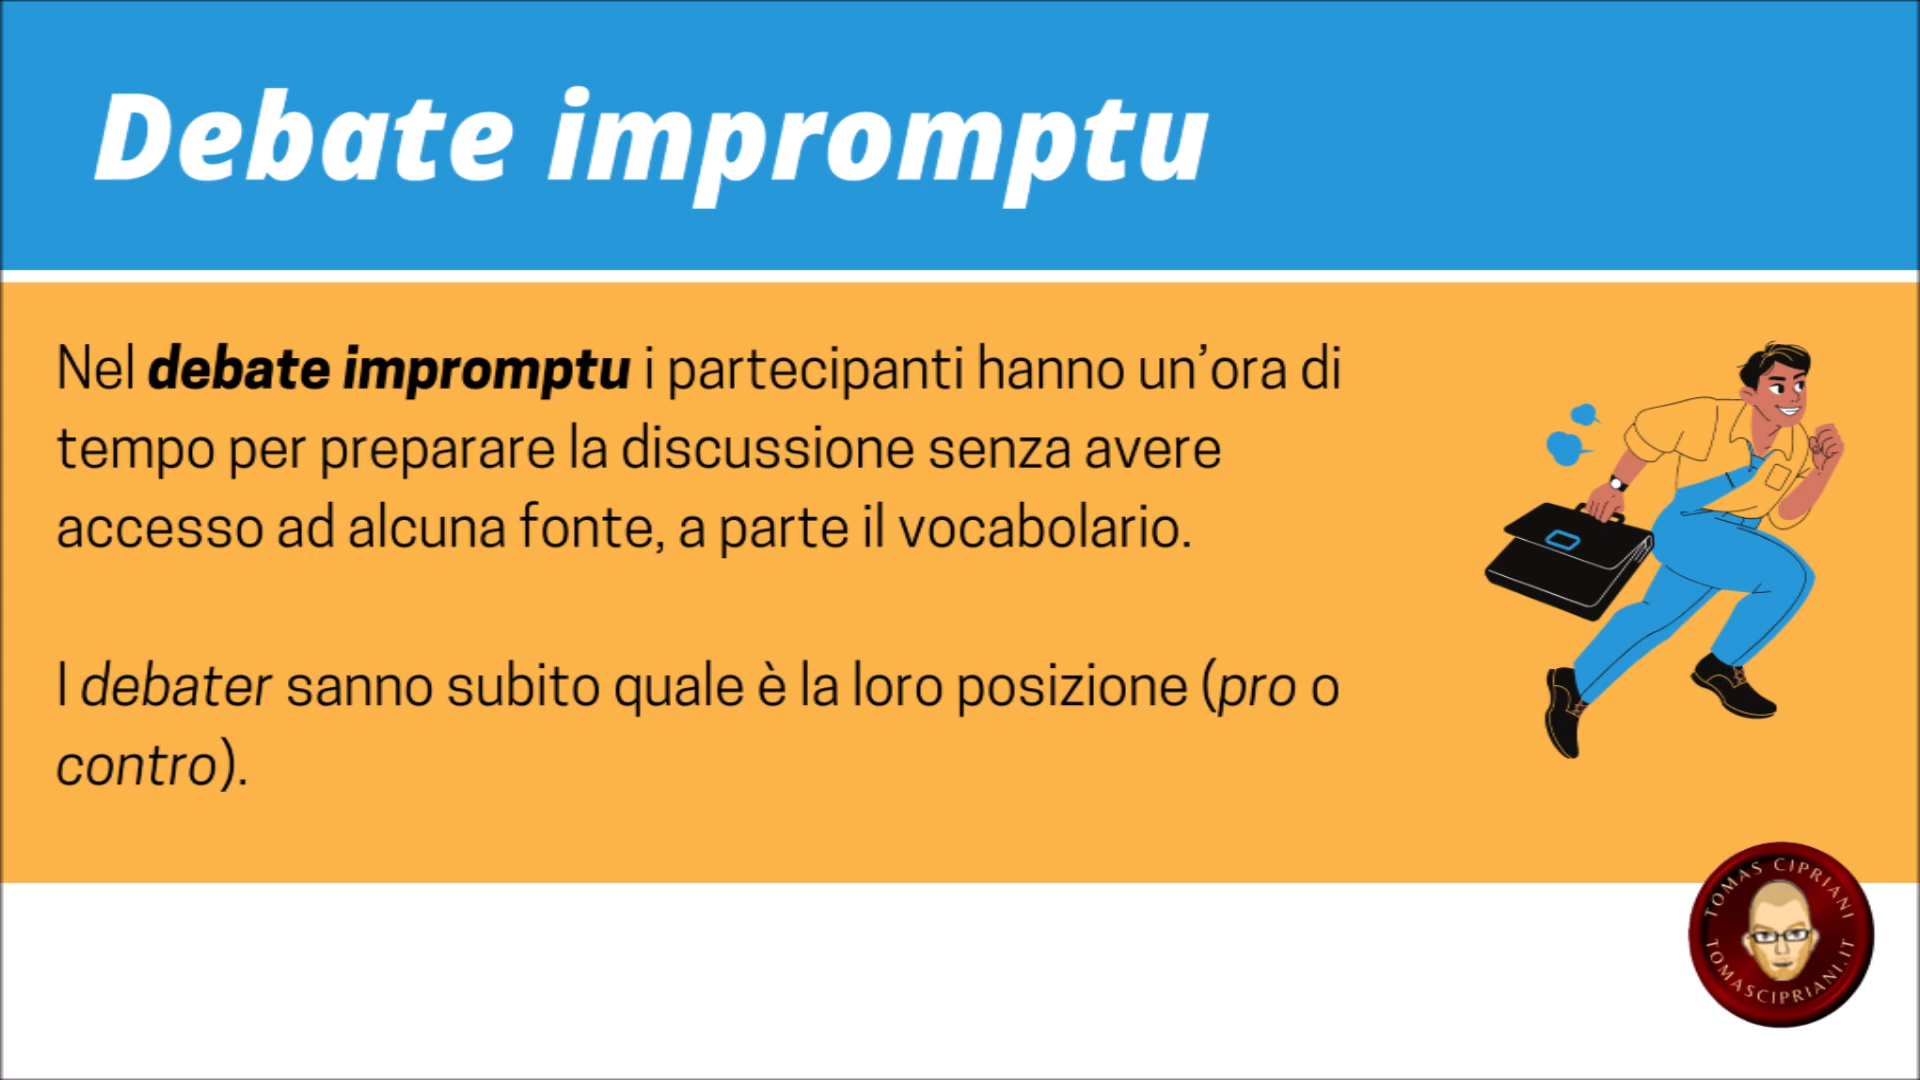 Debate impromptu
Nel debate impromptu i partecipanti hanno un’ora di
tempo per preparare la discussione senza avere
accesso ad alcuna fonte, a parte il vocabolario.
I debater sanno subito quale è la loro posizione (pro o
contro).
TOMAS CIPRIANI
TOMASCIPRIANI.IT